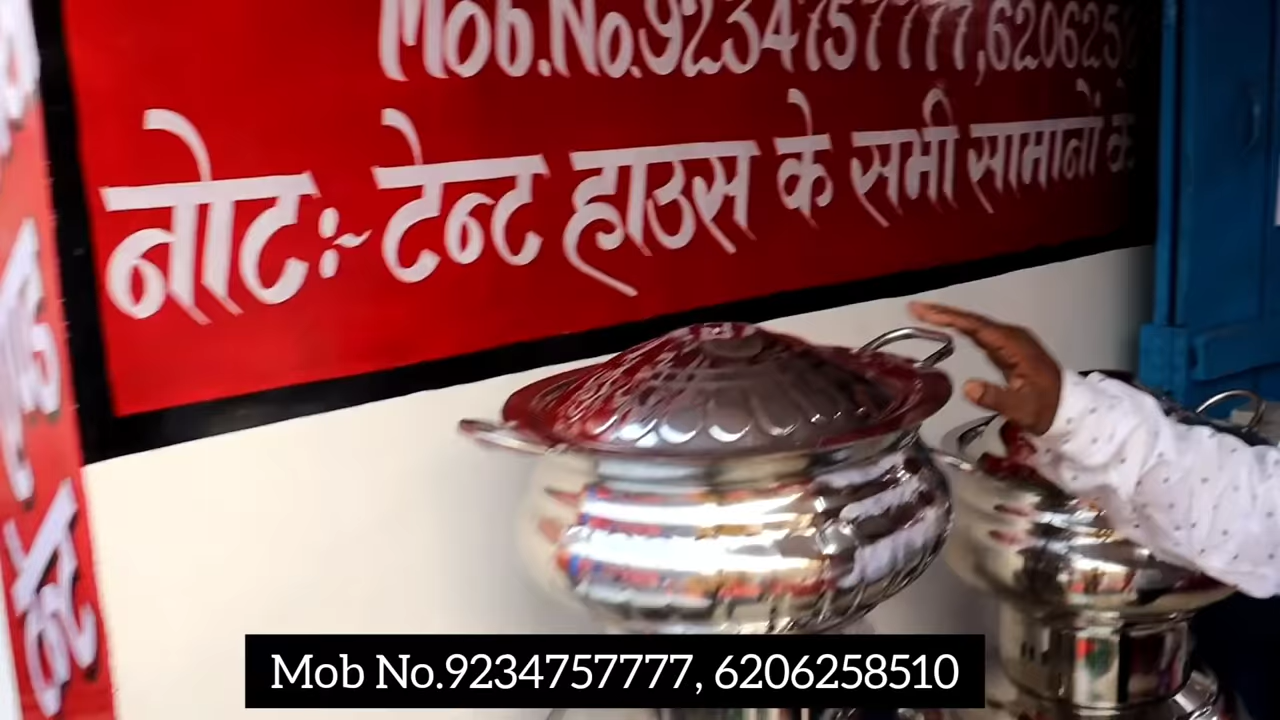 Mob.No.9234757777,620625
नोट:- टेन्ट हाउस के सभी सामानों के
Mob No.9234757777, 6206258510